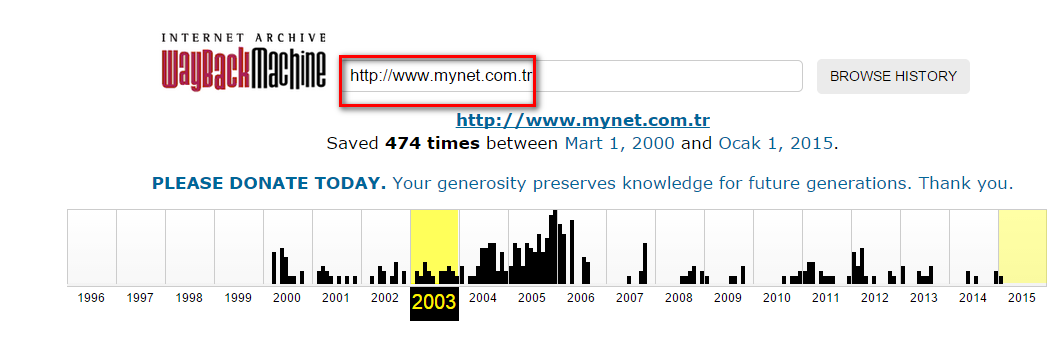 INTERNET ARCHIVE
WayBackMachine
http://www.mynet.com.tr
BROWSE HISTORY
http://www.mynet.com.tr
Saved 474 times between Mart 1, 2000 and Ocak 1, 2015.
PLEASE DONATE TODAY. Your generosity preserves knowledge for future generations. Thank you.
1996 1997 1998 1999 2000 2001 2002 2003 2004 2005 2006 2007 2008 2009 2010 2011 2012 2013 2014 2015